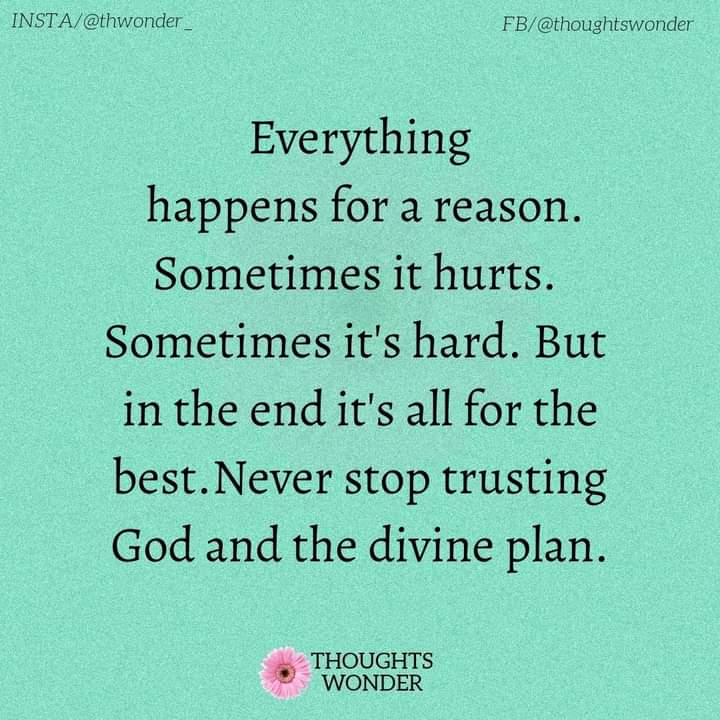 INSTA/@thwonder_
FB/@thoughtswonder
Everything
happens for a reason.
Sometimes it hurts.
Sometimes it's hard. But
in the end it's all for the
best.Never stop trusting
God and the divine plan.
THOUGHTS
WONDER